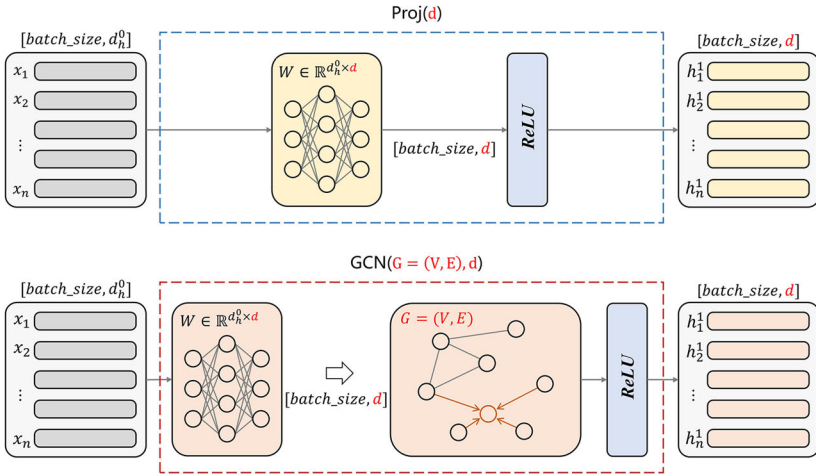 Proj(d)
[batch_size, d_h^0]
[batch_size, d]
x_1
x_2
⋮
x_n
W ∈ ℝ^{d_h^0×d}
[batch_size, d]
ReLU
h_1^1
h_2^1
⋮
h_n^1
GCN(G = (V, E), d)
[batch_size, d_h^0]
[batch_size, d]
x_1
x_2
⋮
x_n
W ∈ ℝ^{d_h^0×d}
[batch_size, d]
G = (V, E)
ReLU
h_1^1
h_2^1
⋮
h_n^1